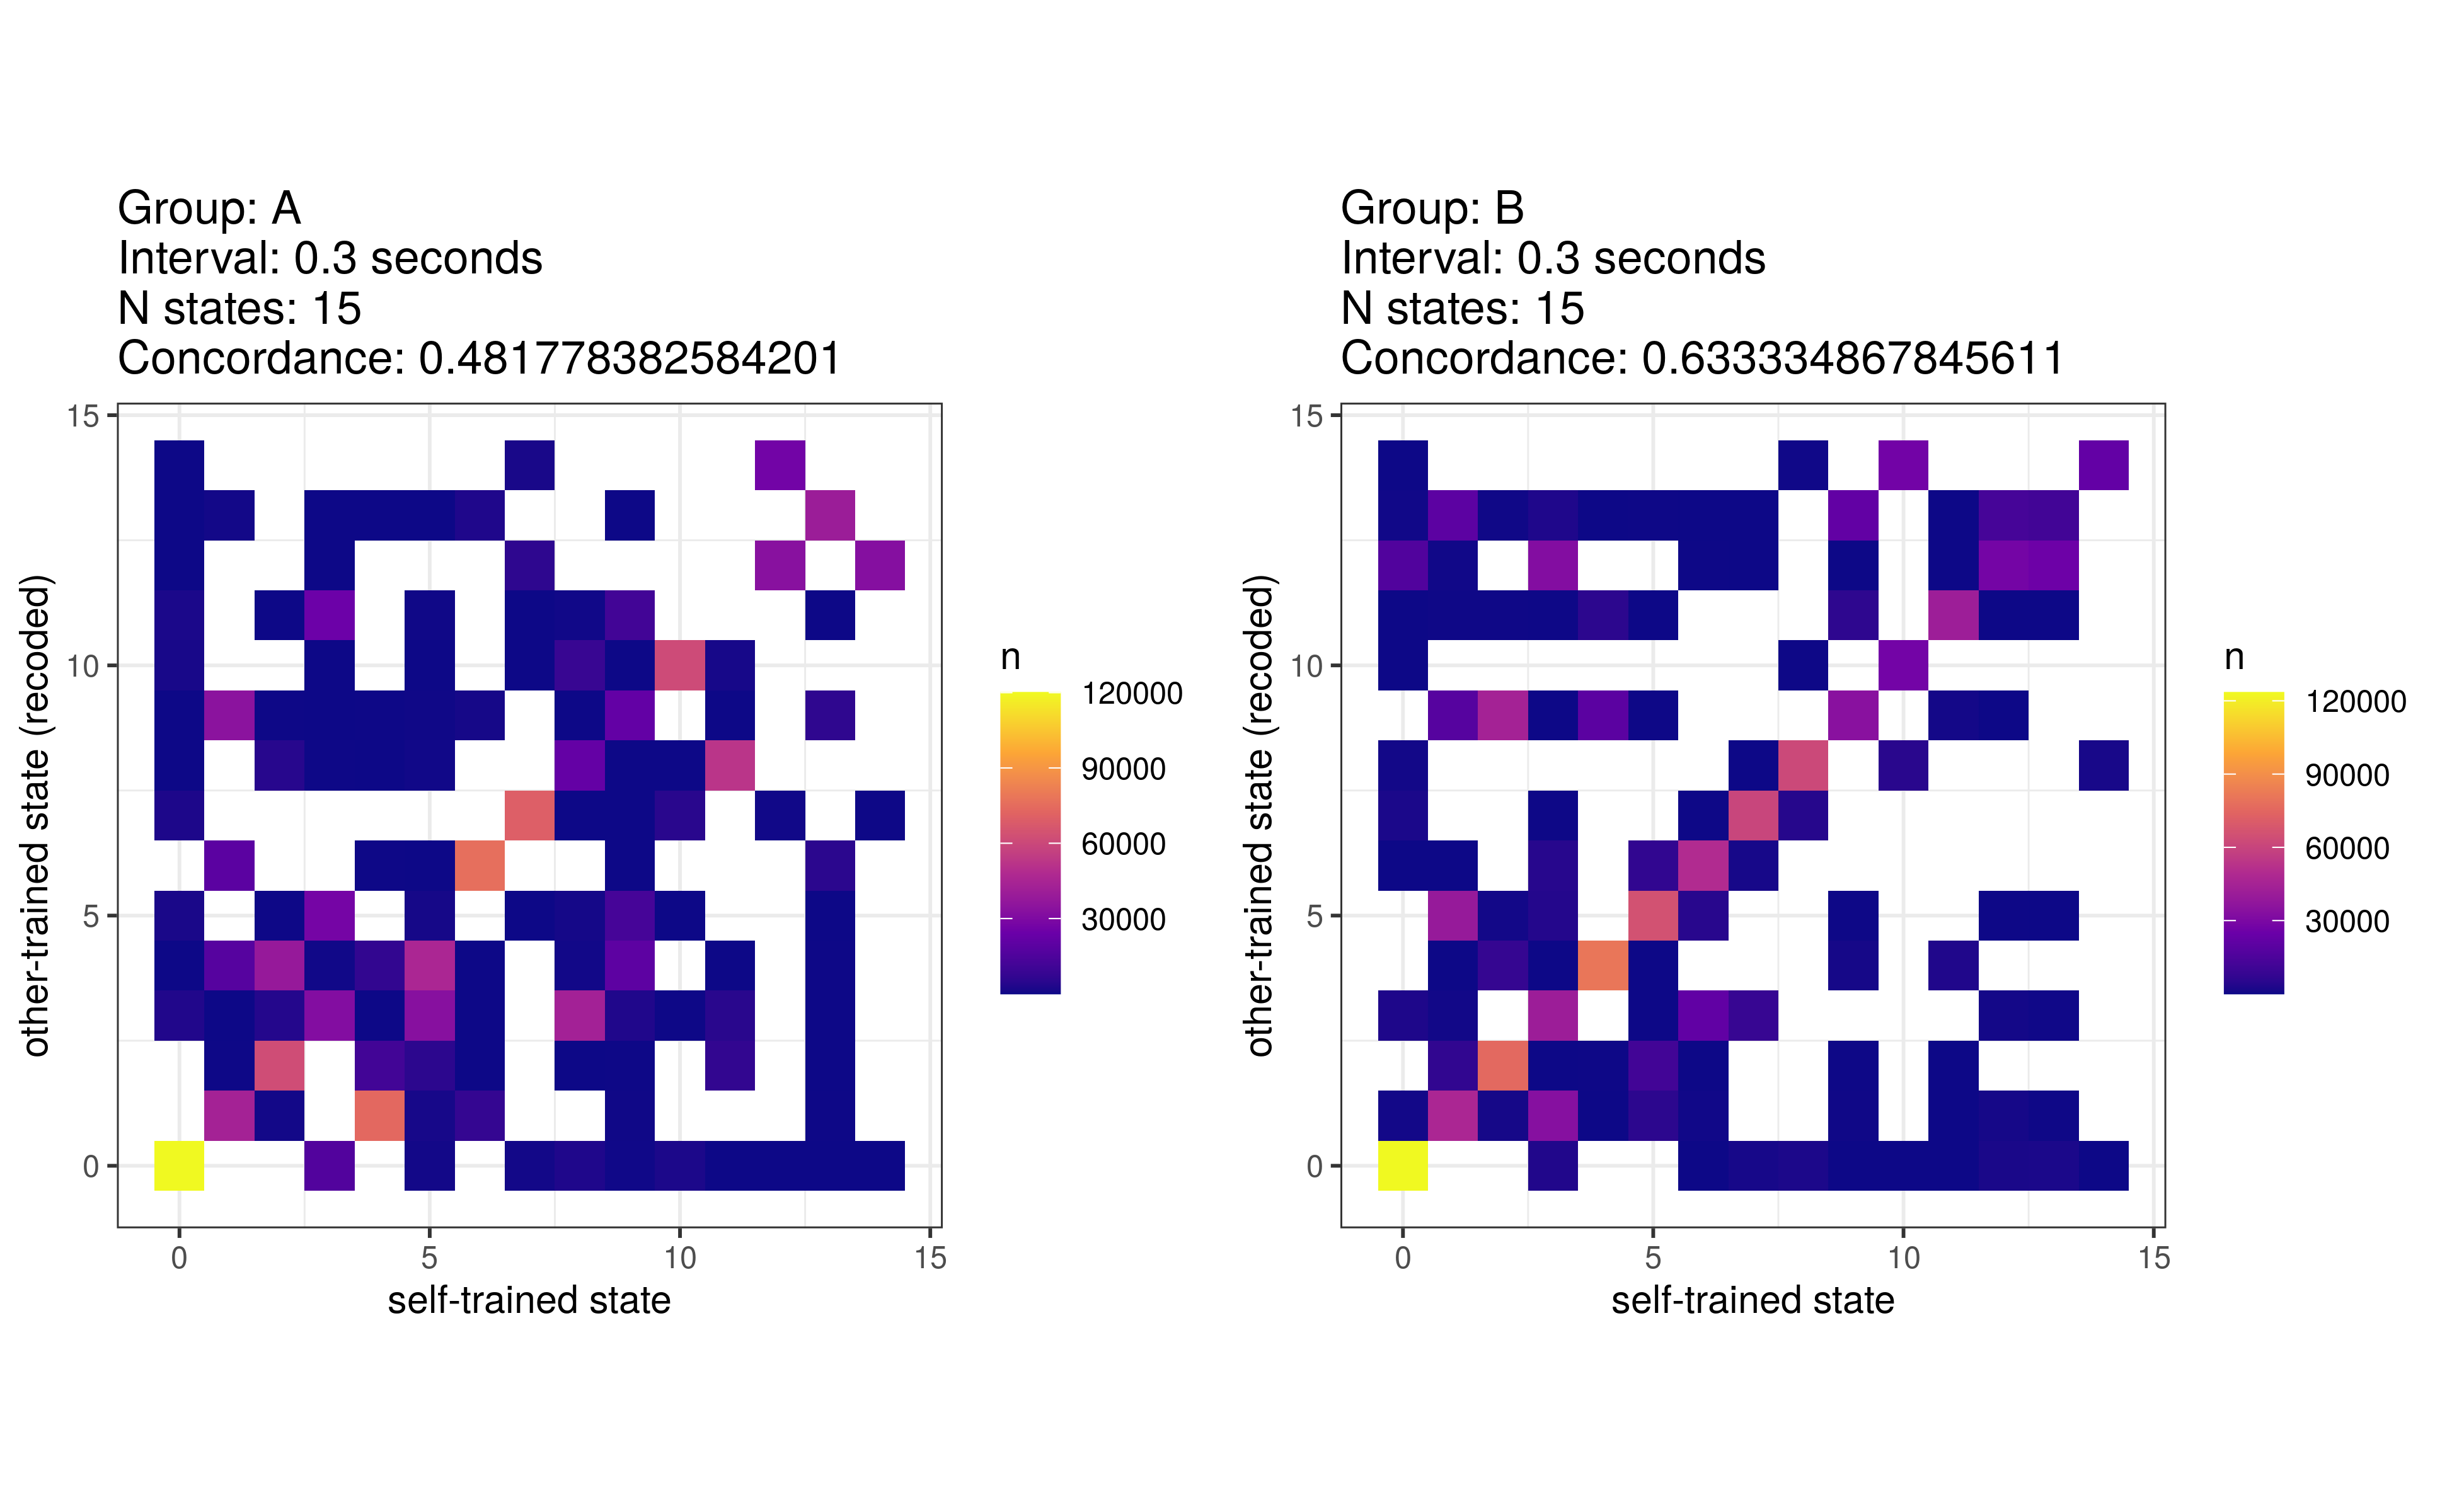 Group: A
Interval: 0.3 seconds
N states: 15
Concordance: 0.481778382584201
15
10
5
0
other-trained state (recoded)
0 5 10 15
self-trained state
n
120000
90000
60000
30000
Group: B
Interval: 0.3 seconds
N states: 15
Concordance: 0.633334867845611
15
10
5
0
other-trained state (recoded)
0 5 10 15
self-trained state
n
120000
90000
60000
30000